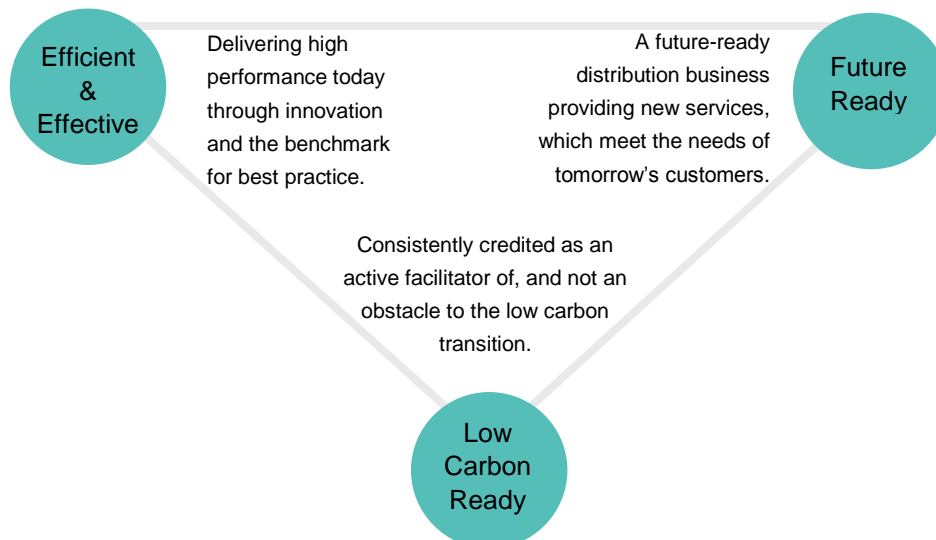 Efficient
&
Effective
Delivering high
performance today
through innovation
and the benchmark
for best practice.
A future-ready
distribution business
providing new services,
which meet the needs of
tomorrow’s customers.
Future
Ready
Consistently credited as an
active facilitator of, and not an
obstacle to the low carbon
transition.
Low
Carbon
Ready